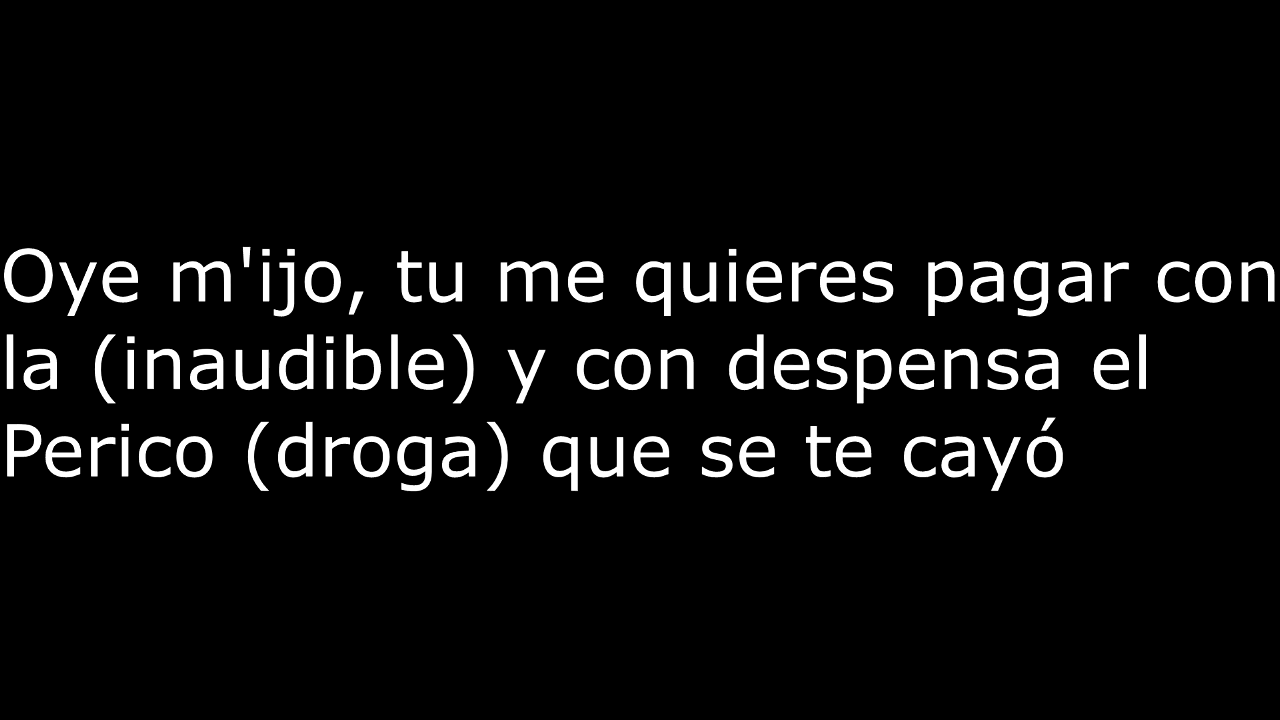 Oye m'ijo, tu me quieres pagar con
la (inaudible) y con despensa el
Perico (droga) que se te cayó